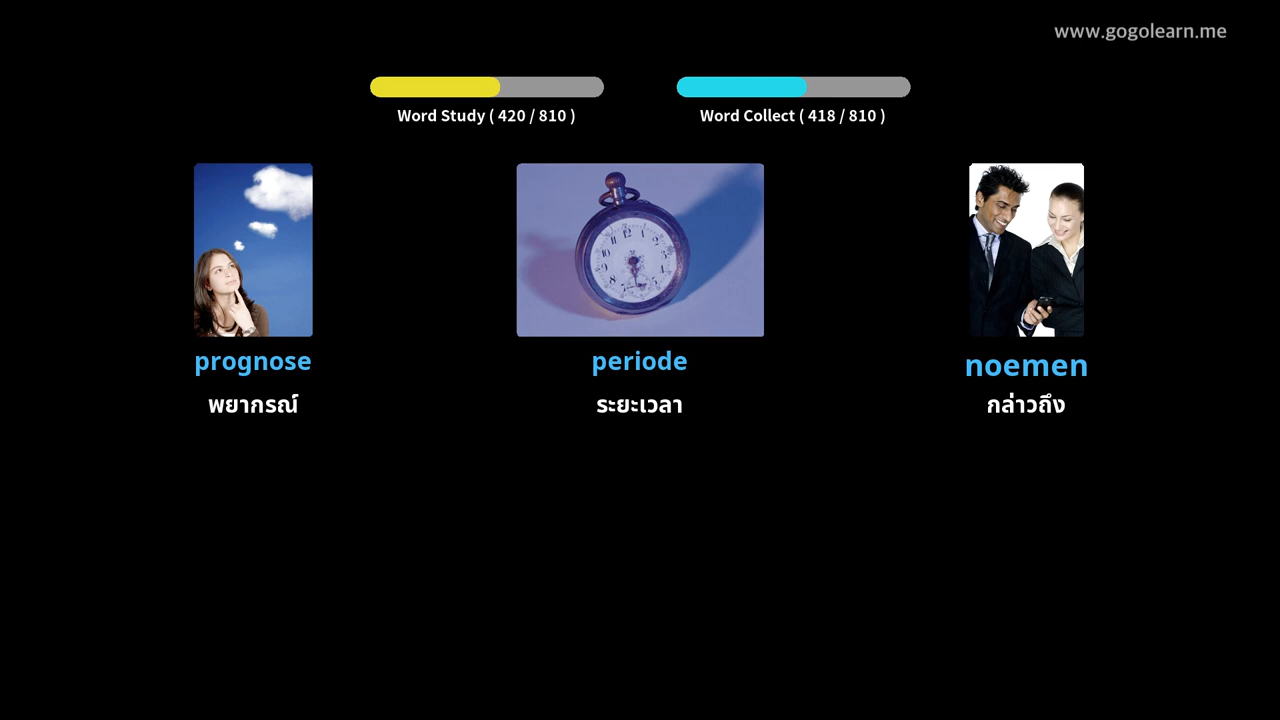 www.gogolearn.me
Word Study ( 420 / 810 )
Word Collect ( 418 / 810 )
prognose
periode
noemen
พยากรณ์
ระยะเวลา
กล่าวถึง